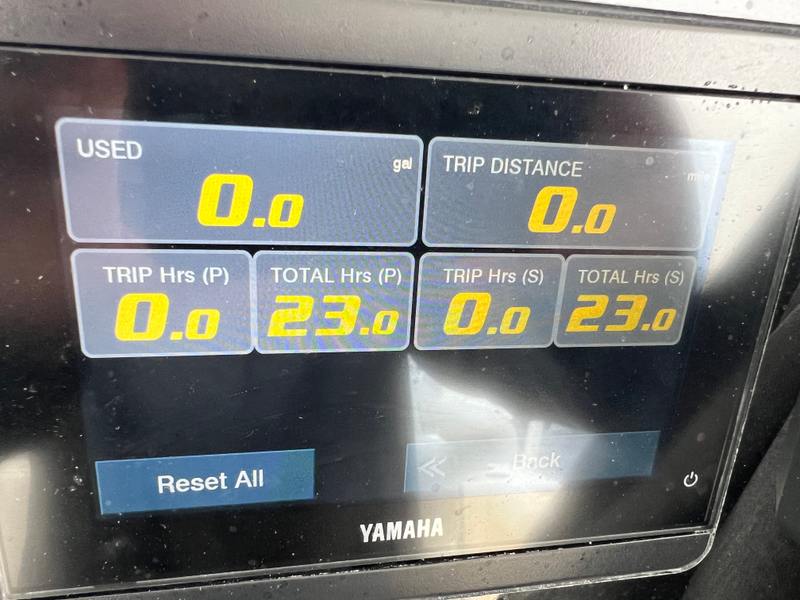 USED
gal
0.0
TRIP DISTANCE
mile
0.0
TRIP Hrs (P)
0.0
TOTAL Hrs (P)
23.0
TRIP Hrs (S)
0.0
TOTAL Hrs (S)
23.0
Reset All
Back
YAMAHA